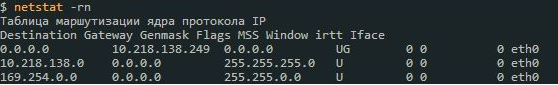 $ netstat -rn
Таблица маршутизации ядра протокола IP
Destination Gateway Genmask Flags MSS Window irtt Iface
0.0.0.0 10.218.138.249 0.0.0.0 UG 0 0 0 eth0
10.218.138.0 0.0.0.0 255.255.255.0 U 0 0 0 eth0
169.254.0.0 0.0.0.0 255.255.0.0 U 0 0 0 eth0